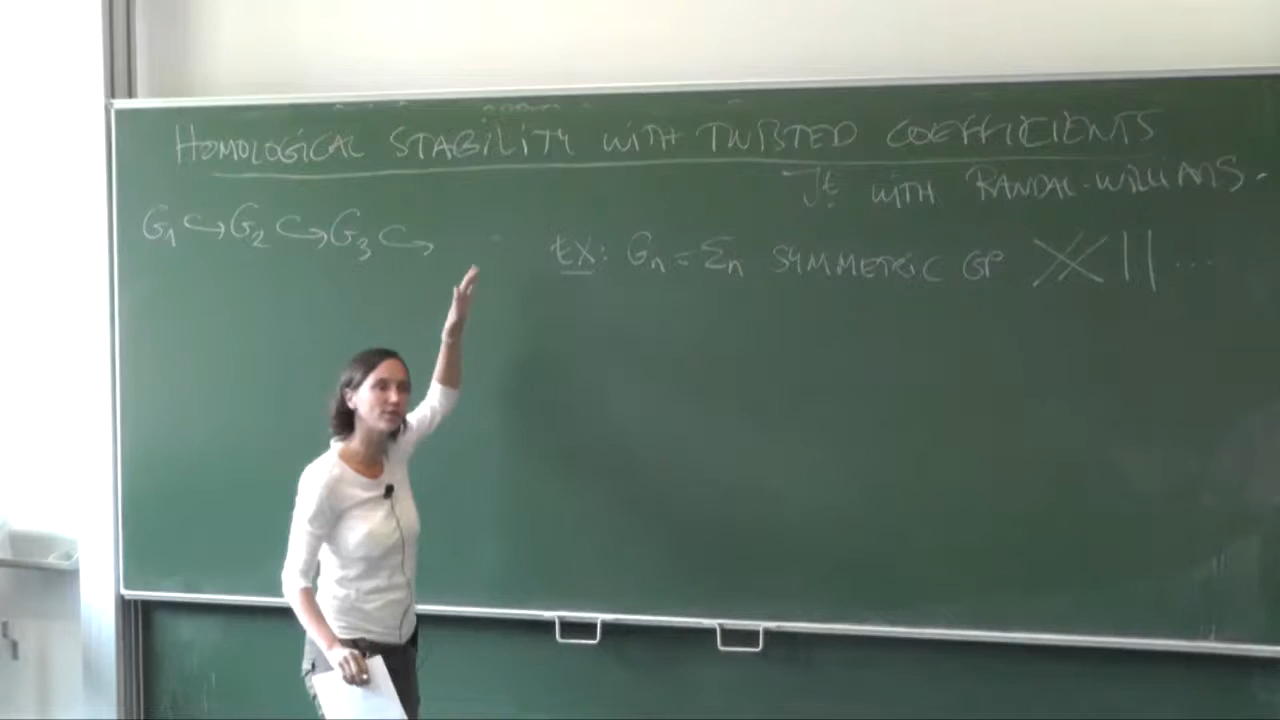 HOMOLOGICAL STABILITY WITH TWISTED COEFFICIENTS
Jt. WITH RANDAL-WILLIAMS.
G₁ ↪ G₂ ↪ G₃ ↪
EX: Gₙ = Σₙ SYMMETRIC GP ...